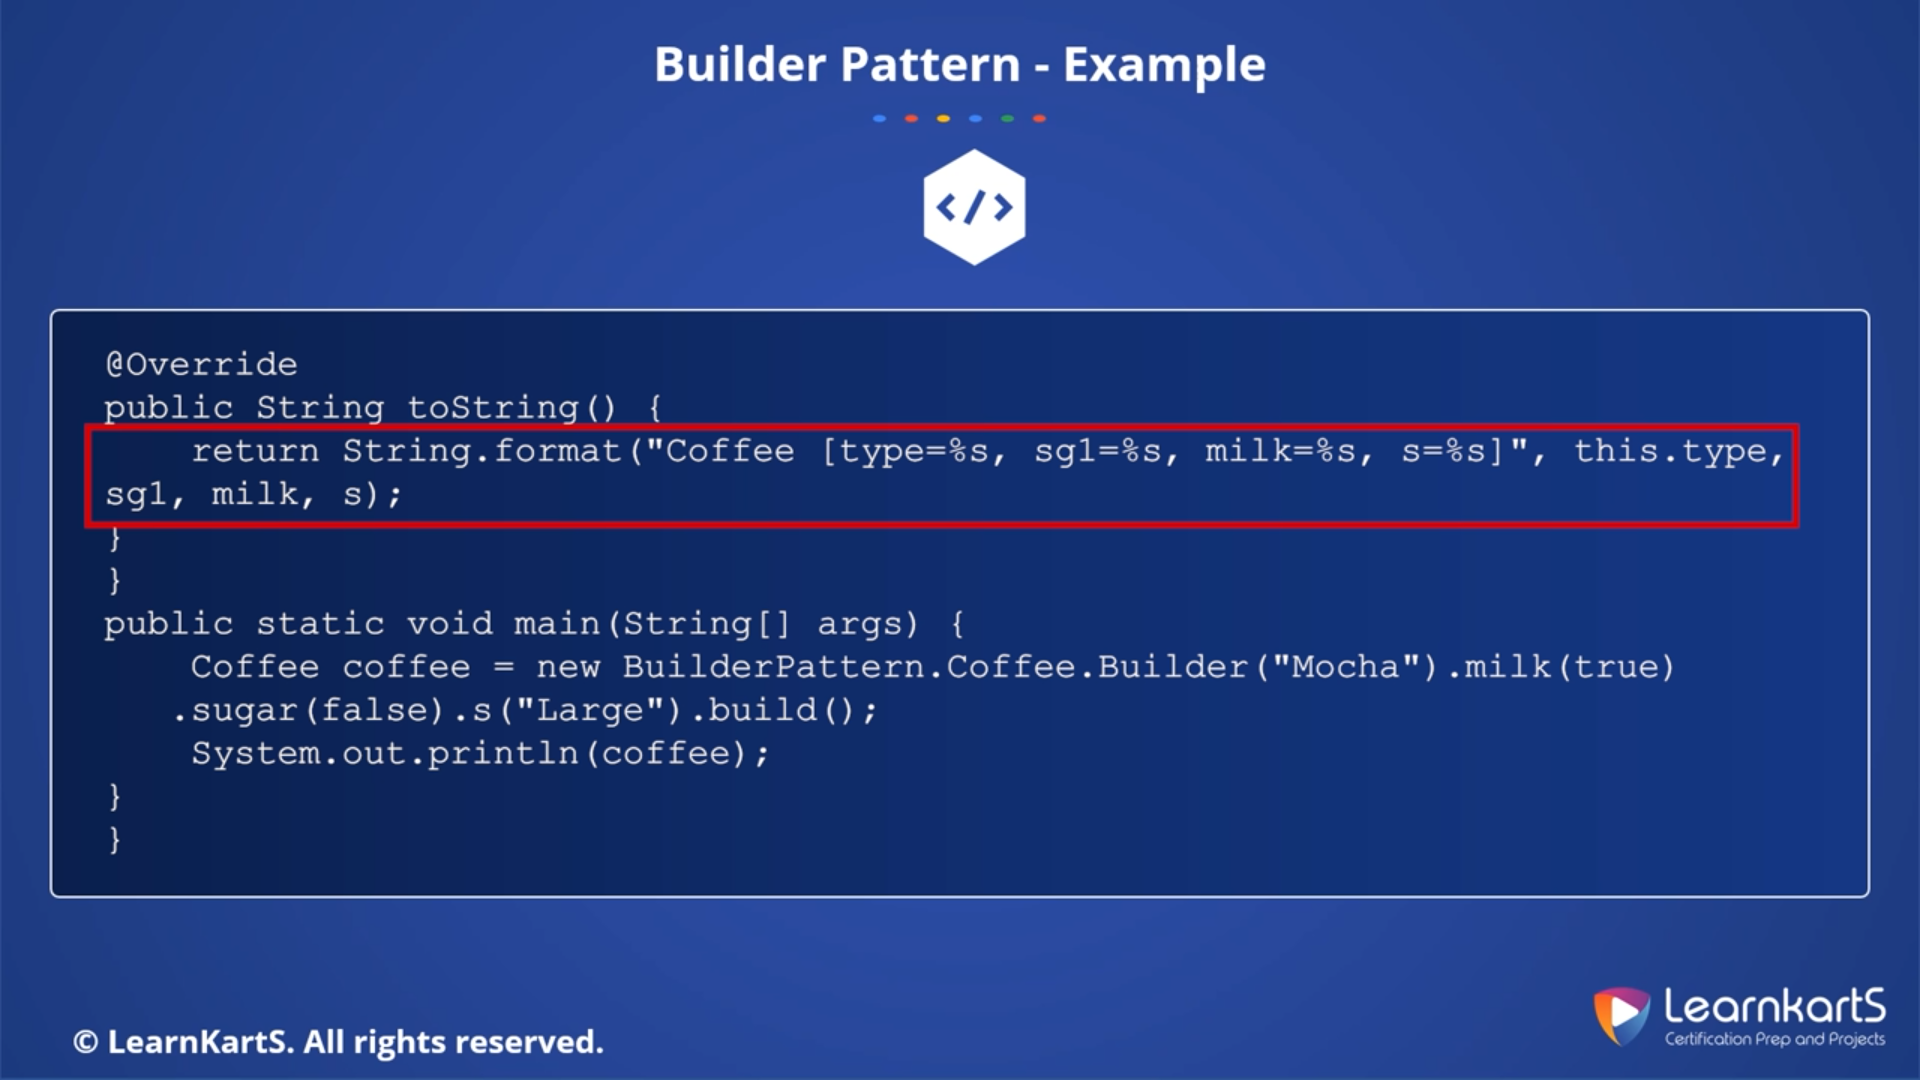 Builder Pattern - Example
</>
@Override
public String toString() {
return String.format("Coffee [type=%s, sg1=%s, milk=%s, s=%s]", this.type,
sg1, milk, s);
}
}
public static void main(String[] args) {
Coffee coffee = new BuilderPattern.Coffee.Builder("Mocha").milk(true)
.sugar(false).s("Large").build();
System.out.println(coffee);
}
}
© LearnKartS. All rights reserved.
LearnkartS
Certification Prep and Projects